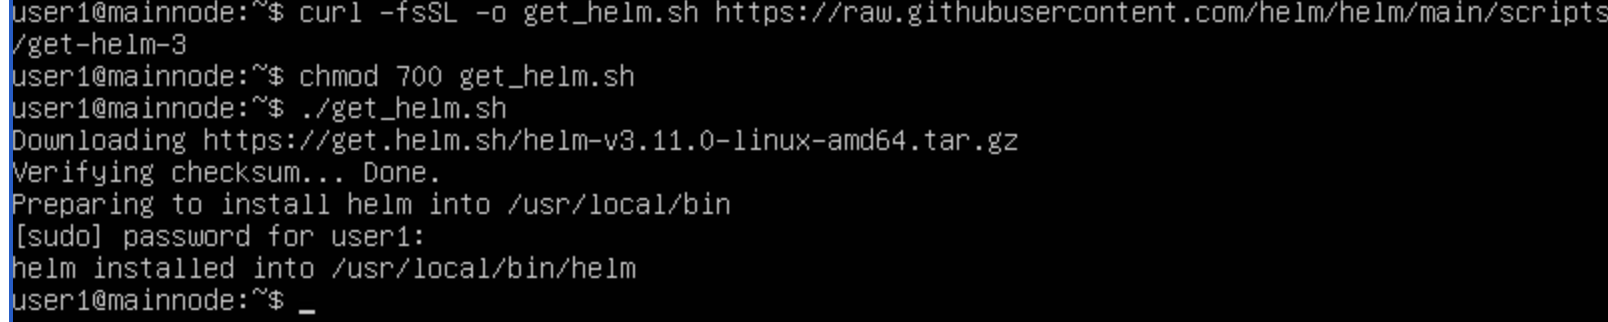 user1@mainnode:~$ curl -fsSL -o get_helm.sh https://raw.githubusercontent.com/helm/helm/main/scripts
/get-helm-3
user1@mainnode:~$ chmod 700 get_helm.sh
user1@mainnode:~$ ./get_helm.sh
Downloading https://get.helm.sh/helm-v3.11.0-linux-amd64.tar.gz
Verifying checksum... Done.
Preparing to install helm into /usr/local/bin
[sudo] password for user1:
helm installed into /usr/local/bin/helm
user1@mainnode:~$ _